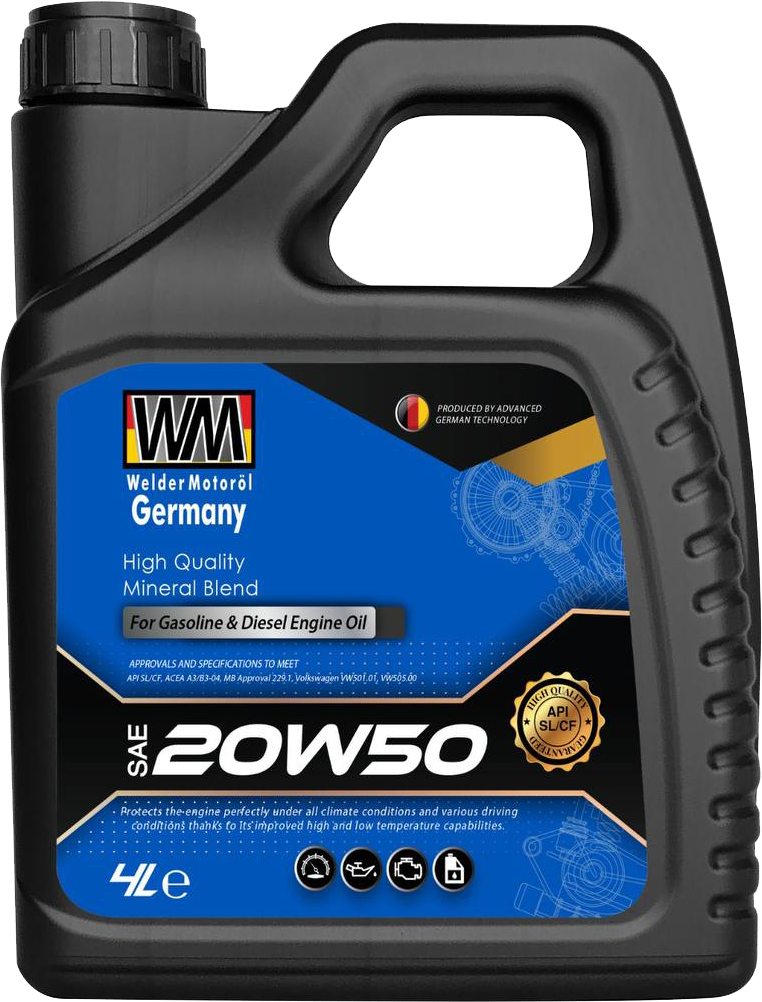 WM
Welder Motoröl
Germany
PRODUCED BY ADVANCED
GERMAN TECHNOLOGY
High Quality
Mineral Blend
For Gasoline & Diesel Engine Oil
APPROVALS AND SPECIFICATIONS TO MEET
API SL/CF, ACEA A3/B3-04, MB Approval 229.1, Volkswagen VW501.01, VW505.00
HIGH QUALITY
API
SL/CF
GUARANTEED
SAE 20W50
Protects the engine perfectly under all climate conditions and various driving
conditions thanks to its improved high and low temperature capabilities.
4L e